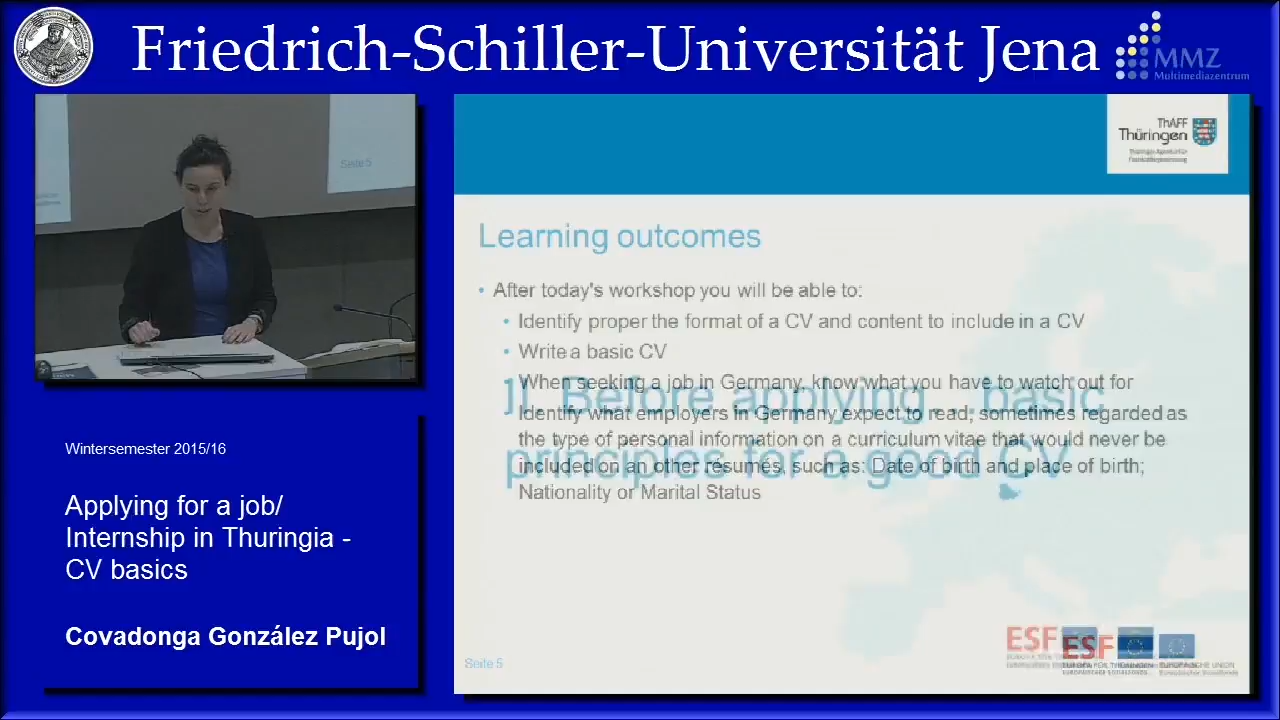 Friedrich-Schiller-Universität Jena
MMZ
Multimediazentrum
Seite 5
ThAFF
Thüringen
Learning outcomes
• After today's workshop you will be able to:
• Identify proper the format of a CV and content to include in a CV
• Write a basic CV
When seeking a job in Germany, know what you have to watch out for
Identify what employers in Germany expect to read, sometimes regarded as
the type of personal information on a curriculum vitae that would never be
included on an other résumés, such as: Date of birth and place of birth;
Nationality or Marital Status
Before applying...basic
principles for a good CV
Wintersemester 2015/16
Applying for a job/
Internship in Thuringia -
CV basics
Covadonga González Pujol
Seite 5
ESF
ESF
EUROPÄISCHE UNION